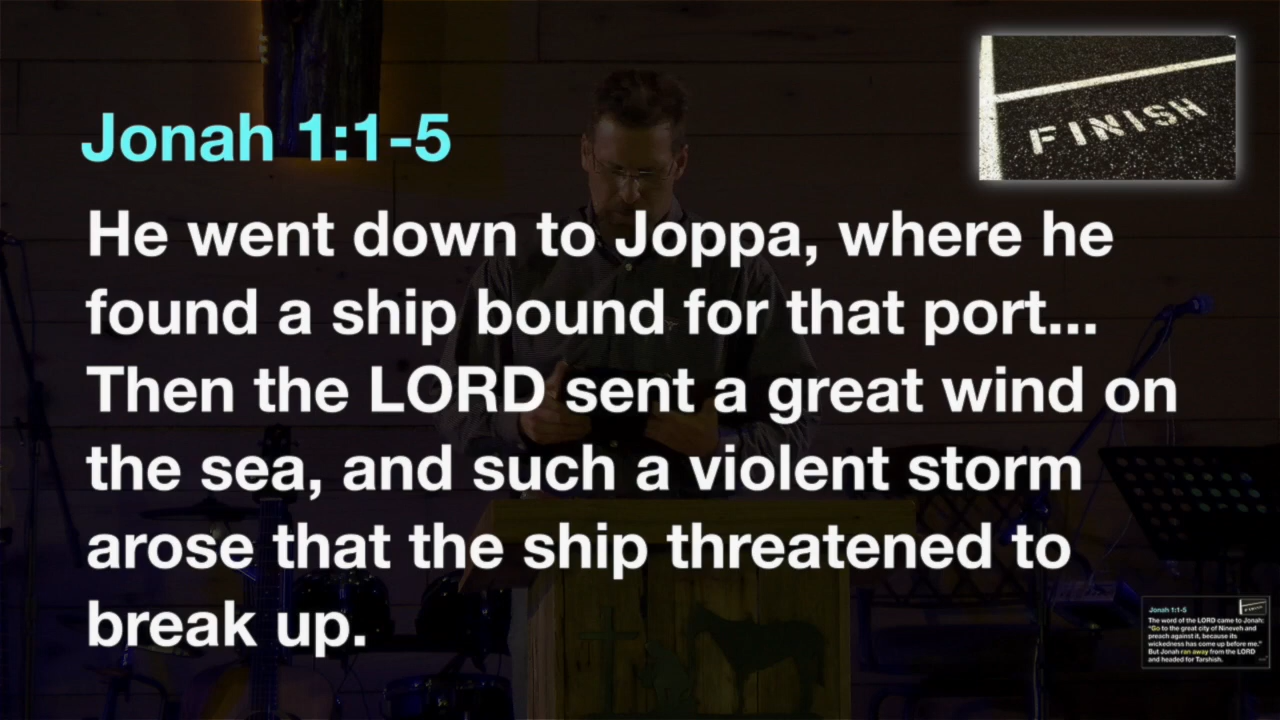 Jonah 1:1-5
FINISH
He went down to Joppa, where he
found a ship bound for that port...
Then the LORD sent a great wind on
the sea, and such a violent storm
arose that the ship threatened to
break up.
Jonah 1:1-5
The word of the LORD came to Jonah:
"Go to the great city of Nineveh and
preach against it, because its
wickedness has come up before me."
But Jonah ran away from the LORD
and headed for Tarshish.